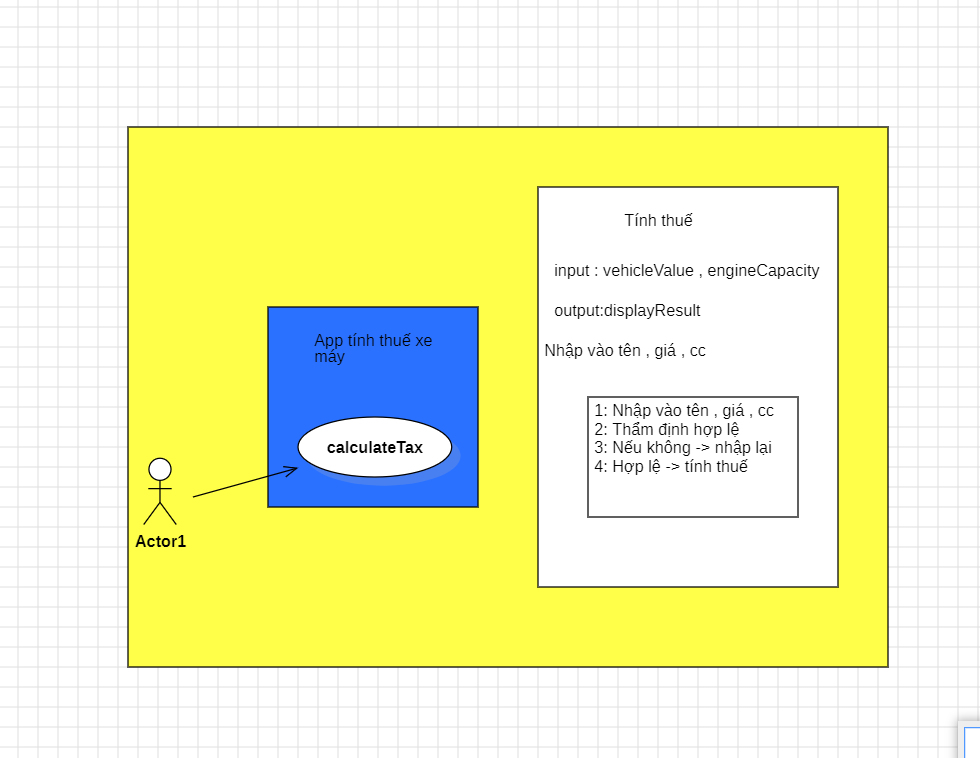 Tính thuế
input : vehicleValue , engineCapacity
output:displayResult
Nhập vào tên , giá , cc
1: Nhập vào tên , giá , cc
2: Thẩm định hợp lệ
3: Nếu không -> nhập lại
4: Hợp lệ -> tính thuế
App tính thuế xe
máy
calculateTax
Actor1